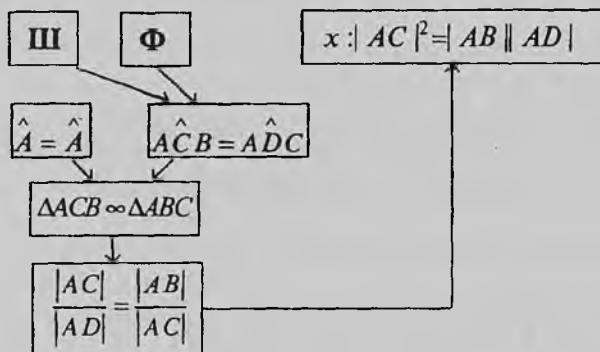 Ш
Ф
x :| AC |²=| AB || AD |
Â = Â
AĈB = AD̂C
ΔACB ∞ ΔABC
|AC| / |AD| = |AB| / |AC|